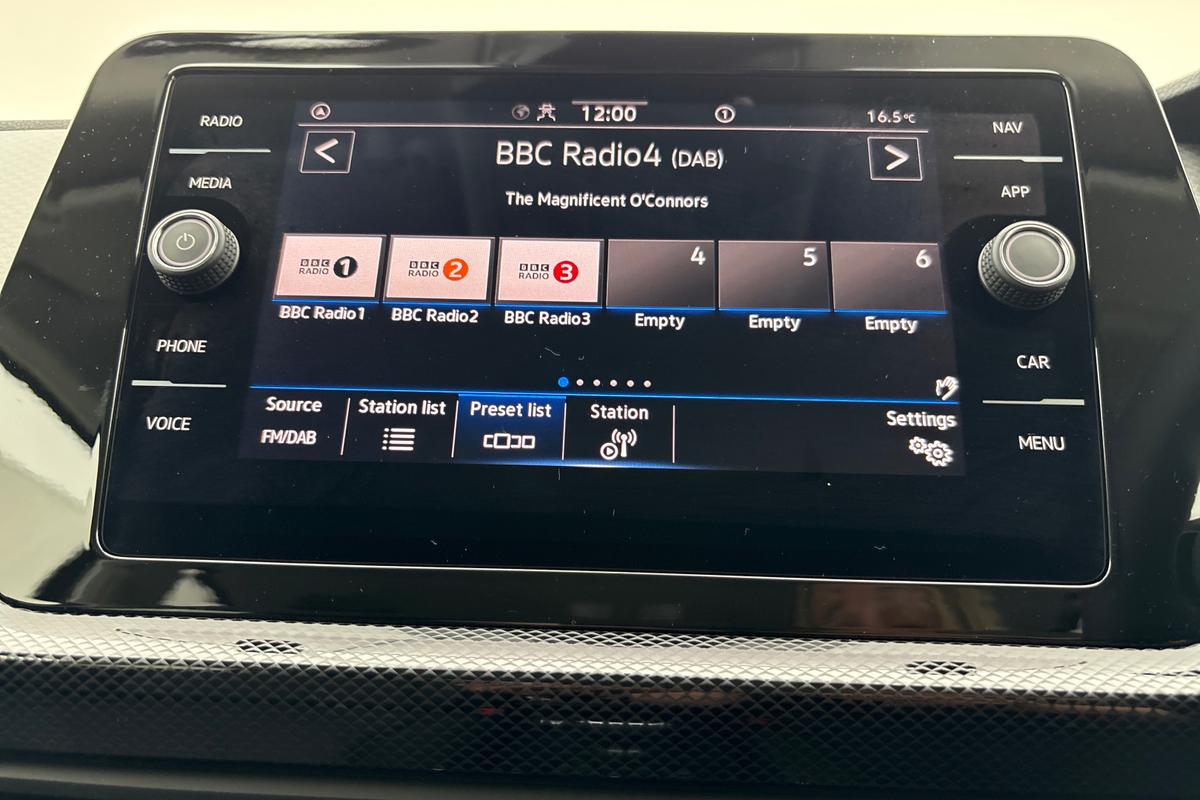 RADIO
MEDIA
PHONE
VOICE
12:00
1
16.5°C
<
BBC Radio4 (DAB)
>
The Magnificent O'Connors
BBC RADIO 1
BBC RADIO 2
BBC RADIO 3
4
5
6
BBC Radio1
BBC Radio2
BBC Radio3
Empty
Empty
Empty
Source
FM/DAB
Station list
Preset list
Station
Settings
NAV
APP
CAR
MENU